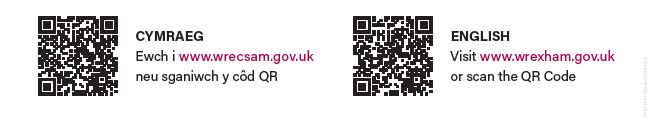 CYMRAEG
Ewch i www.wrecsam.gov.uk
neu sganiwch y côd QR
ENGLISH
Visit www.wrexham.gov.uk
or scan the QR Code